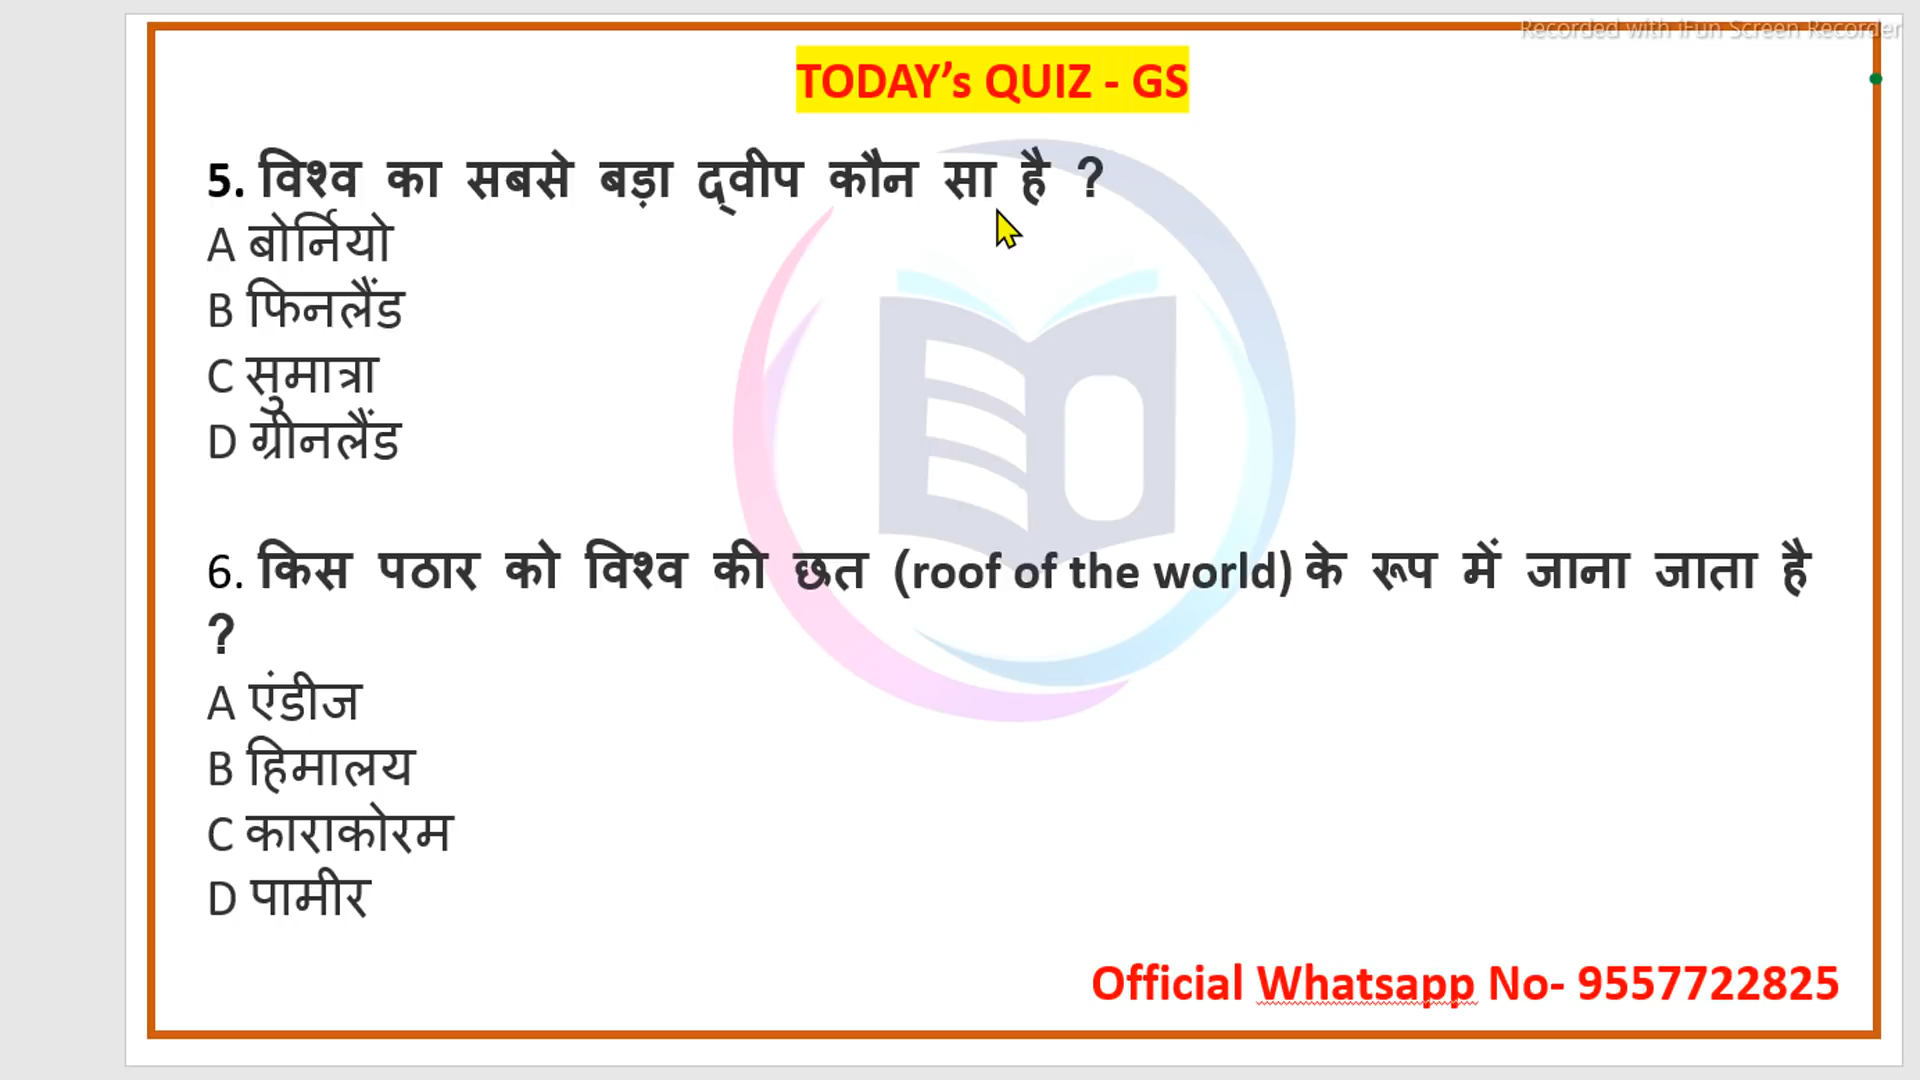 Recorded with iFun Screen Recorder
TODAY’s QUIZ - GS
5. विश्व का सबसे बड़ा द्वीप कौन सा है ?
A बोर्नियो
B फिनलैंड
C सुमात्रा
D ग्रीनलैंड
6. किस पठार को विश्व की छत (roof of the world) के रूप में जाना जाता है
?
A एंडीज
B हिमालय
C काराकोरम
D पामीर
Official Whatsapp No- 9557722825